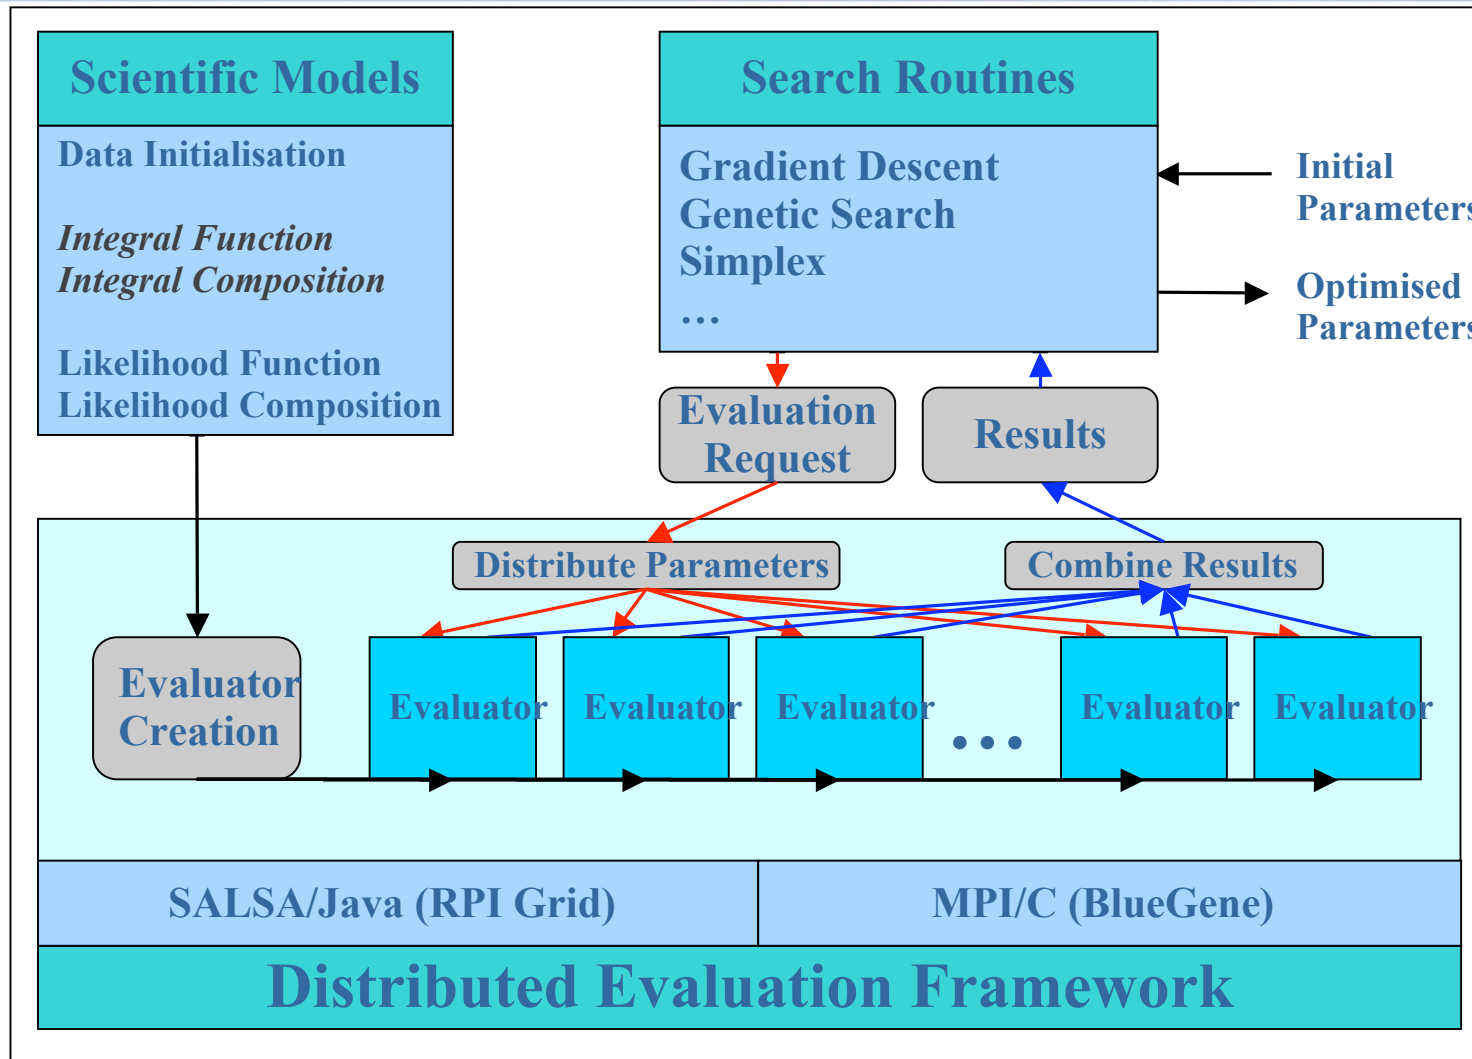 Scientific Models
Data Initialisation
Integral Function
Integral Composition
Likelihood Function
Likelihood Composition
Search Routines
Gradient Descent
Genetic Search
Simplex
…
Initial
Parameters
Optimised
Parameters
Evaluation
Request
Results
Distribute Parameters
Combine Results
Evaluator
Creation
Evaluator
Evaluator
Evaluator
...
Evaluator
Evaluator
SALSA/Java (RPI Grid)
MPI/C (BlueGene)
Distributed Evaluation Framework